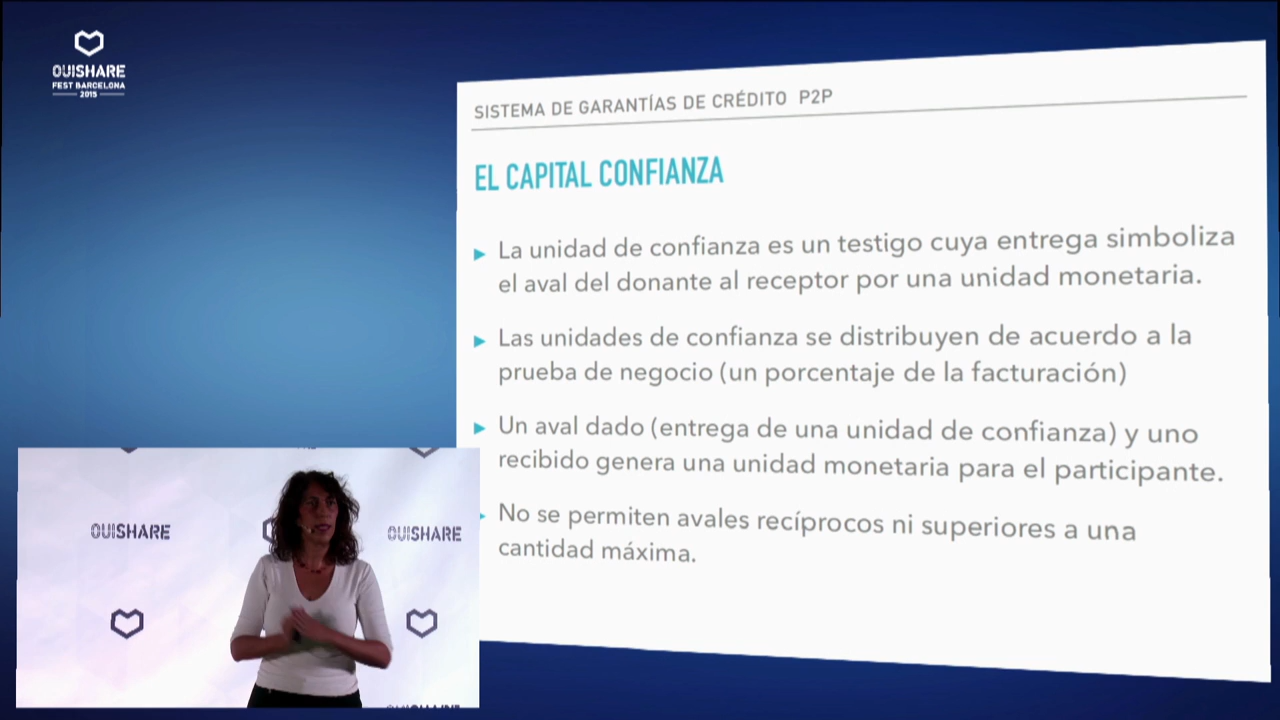 OUISHARE
FEST BARCELONA
2015
SISTEMA DE GARANTÍAS DE CRÉDITO P2P
EL CAPITAL CONFIANZA
La unidad de confianza es un testigo cuya entrega simboliza
el aval del donante al receptor por una unidad monetaria.
Las unidades de confianza se distribuyen de acuerdo a la
prueba de negocio (un porcentaje de la facturación)
Un aval dado (entrega de una unidad de confianza) y uno
recibido genera una unidad monetaria para el participante.
No se permiten avales recíprocos ni superiores a una
cantidad máxima.
OUISHARE
OUISHARE